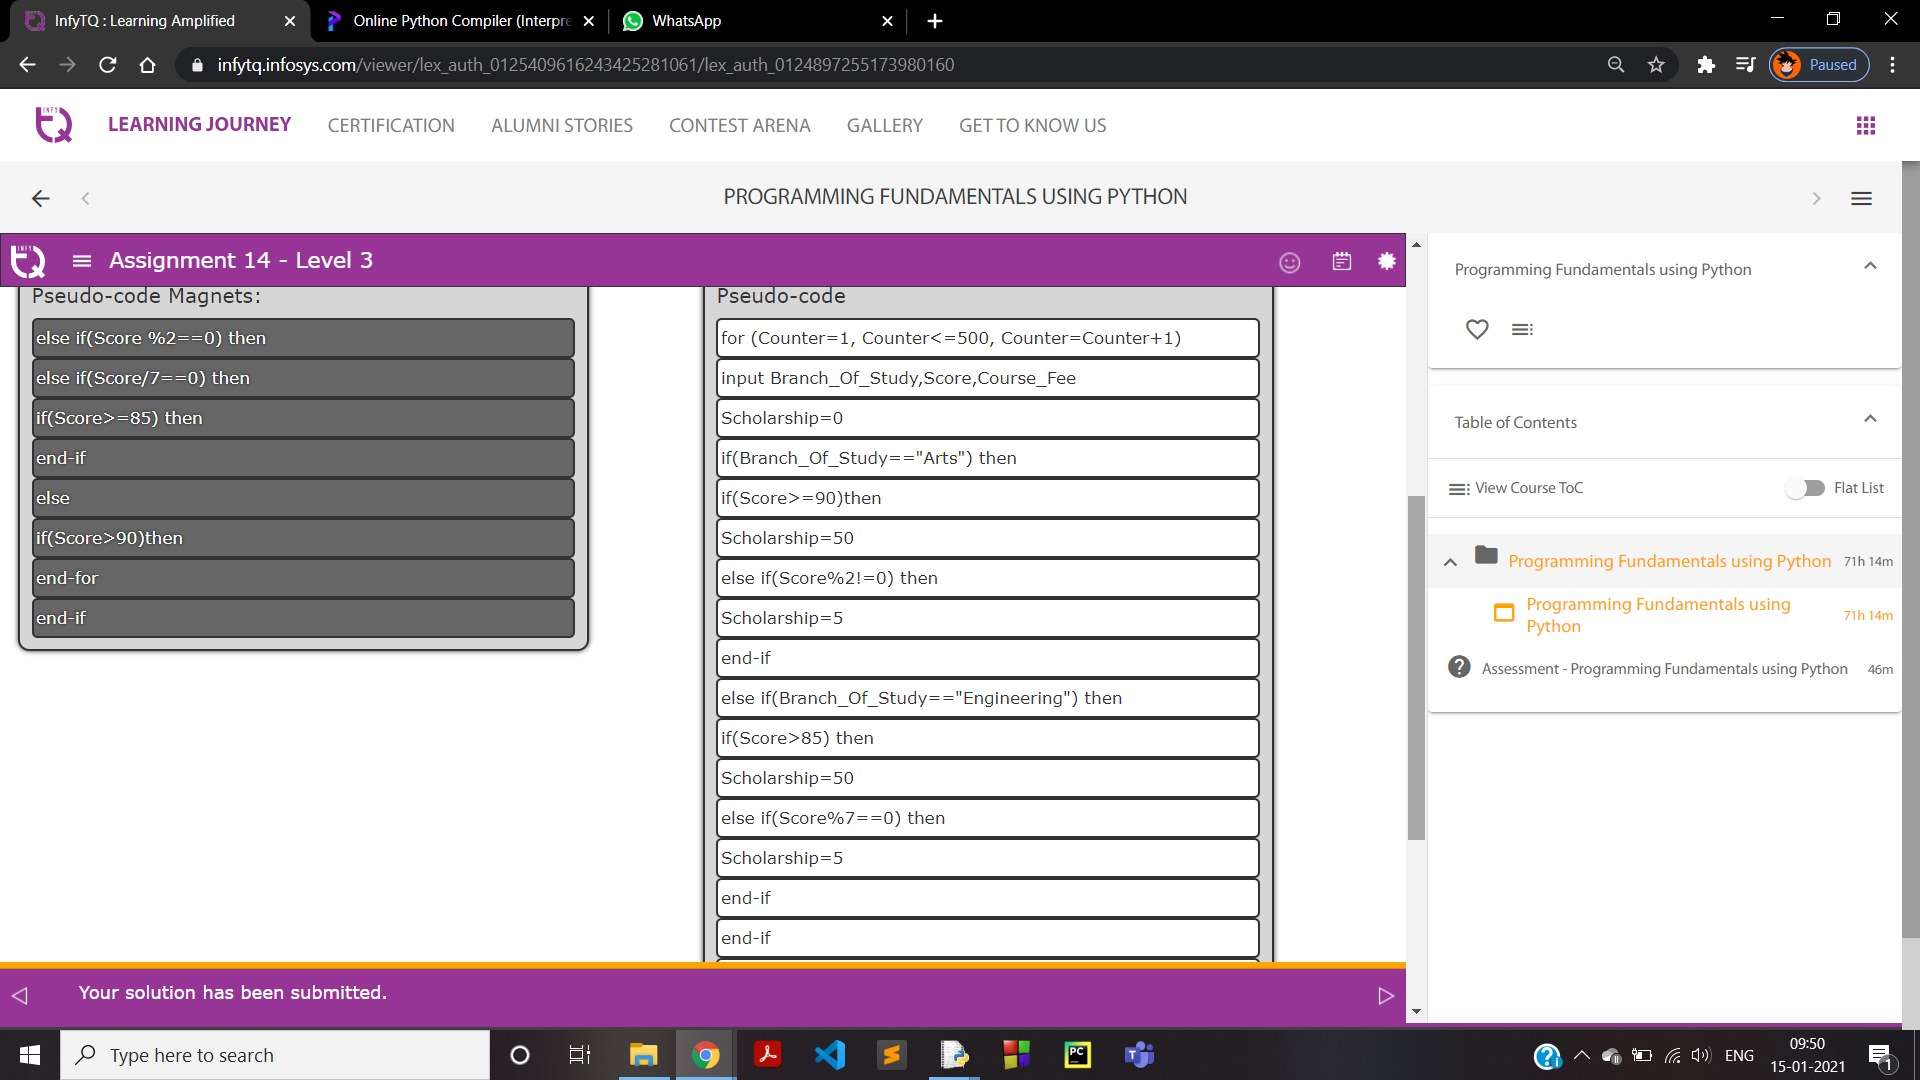 InfyTQ : Learning Amplified
Online Python Compiler (Interpre
WhatsApp
infytq.infosys.com/viewer/lex_auth_0125409616243425281061/lex_auth_0124897255173980160
Paused
INFY
TQ
LEARNING JOURNEY
CERTIFICATION
ALUMNI STORIES
CONTEST ARENA
GALLERY
GET TO KNOW US
PROGRAMMING FUNDAMENTALS USING PYTHON
Assignment 14 - Level 3
Pseudo-code Magnets:
else if(Score %2==0) then
else if(Score/7==0) then
if(Score>=85) then
end-if
else
if(Score>90)then
end-for
end-if
Pseudo-code
for (Counter=1, Counter<=500, Counter=Counter+1)
input Branch_Of_Study,Score,Course_Fee
Scholarship=0
if(Branch_Of_Study=="Arts") then
if(Score>=90)then
Scholarship=50
else if(Score%2!=0) then
Scholarship=5
end-if
else if(Branch_Of_Study=="Engineering") then
if(Score>85) then
Scholarship=50
else if(Score%7==0) then
Scholarship=5
end-if
end-if
Your solution has been submitted.
Programming Fundamentals using Python
Table of Contents
View Course ToC
Flat List
Programming Fundamentals using Python 71h 14m
Programming Fundamentals using
Python
71h 14m
Assessment - Programming Fundamentals using Python 46m
Type here to search
PC
ENG
09:50
15-01-2021
1